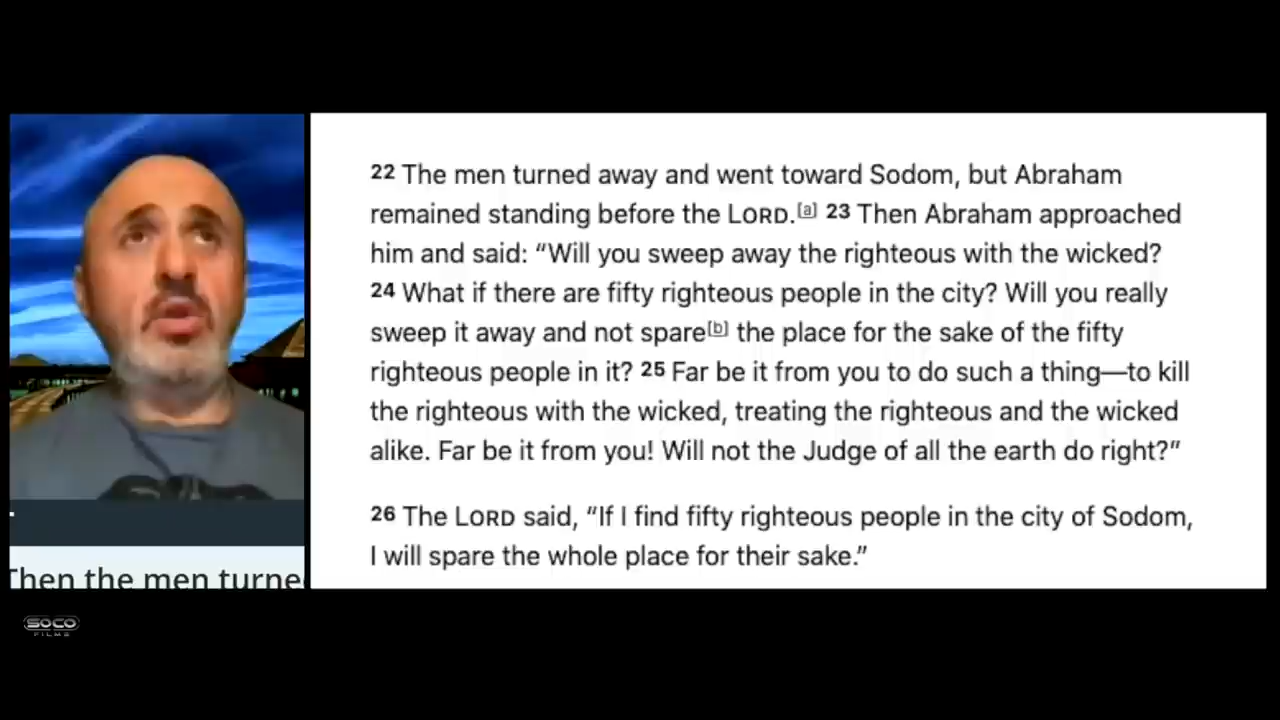 22 The men turned away and went toward Sodom, but Abraham
remained standing before the LORD.[a] 23 Then Abraham approached
him and said: “Will you sweep away the righteous with the wicked?
24 What if there are fifty righteous people in the city? Will you really
sweep it away and not spare[b] the place for the sake of the fifty
righteous people in it? 25 Far be it from you to do such a thing—to kill
the righteous with the wicked, treating the righteous and the wicked
alike. Far be it from you! Will not the Judge of all the earth do right?”
26 The LORD said, “If I find fifty righteous people in the city of Sodom,
I will spare the whole place for their sake.”
Then the men turne
SOCO
FILMS